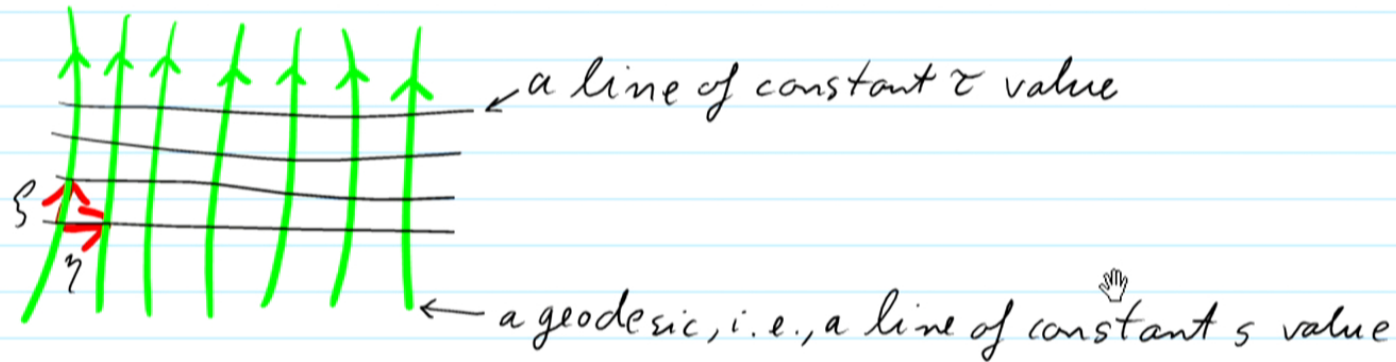 a line of constant τ value
ξ
η
a geodesic, i.e., a line of constant s value